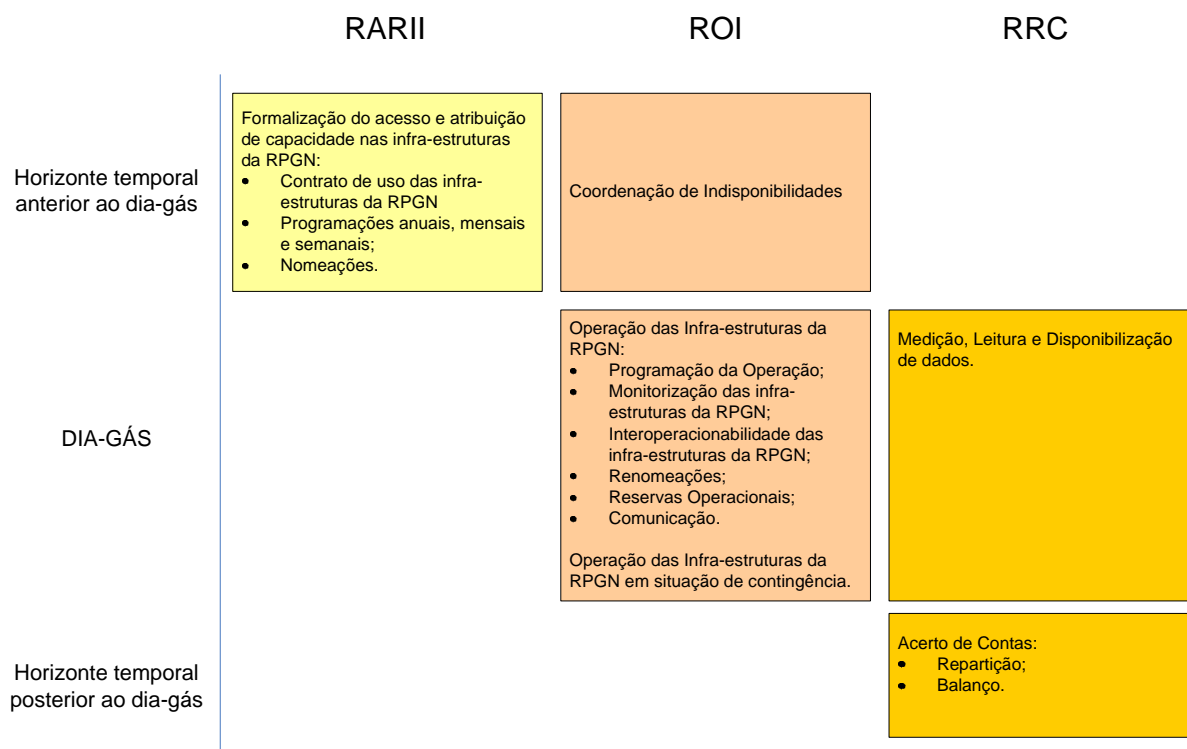 RARII
ROI
RRC
Horizonte temporal
anterior ao dia-gás
Formalização do acesso e atribuição
de capacidade nas infra-estruturas
da RPGN:
• Contrato de uso das infra-
estruturas da RPGN
• Programações anuais, mensais
e semanais;
• Nomeações.
Coordenação de Indisponibilidades
DIA-GÁS
Operação das Infra-estruturas da
RPGN:
• Programação da Operação;
• Monitorização das infra-
estruturas da RPGN;
• Interoperacionabilidade das
infra-estruturas da RPGN;
• Renomeações;
• Reservas Operacionais;
• Comunicação.
Operação das Infra-estruturas da
RPGN em situação de contingência.
Medição, Leitura e Disponibilização
de dados.
Horizonte temporal
posterior ao dia-gás
Acerto de Contas:
• Repartição;
• Balanço.